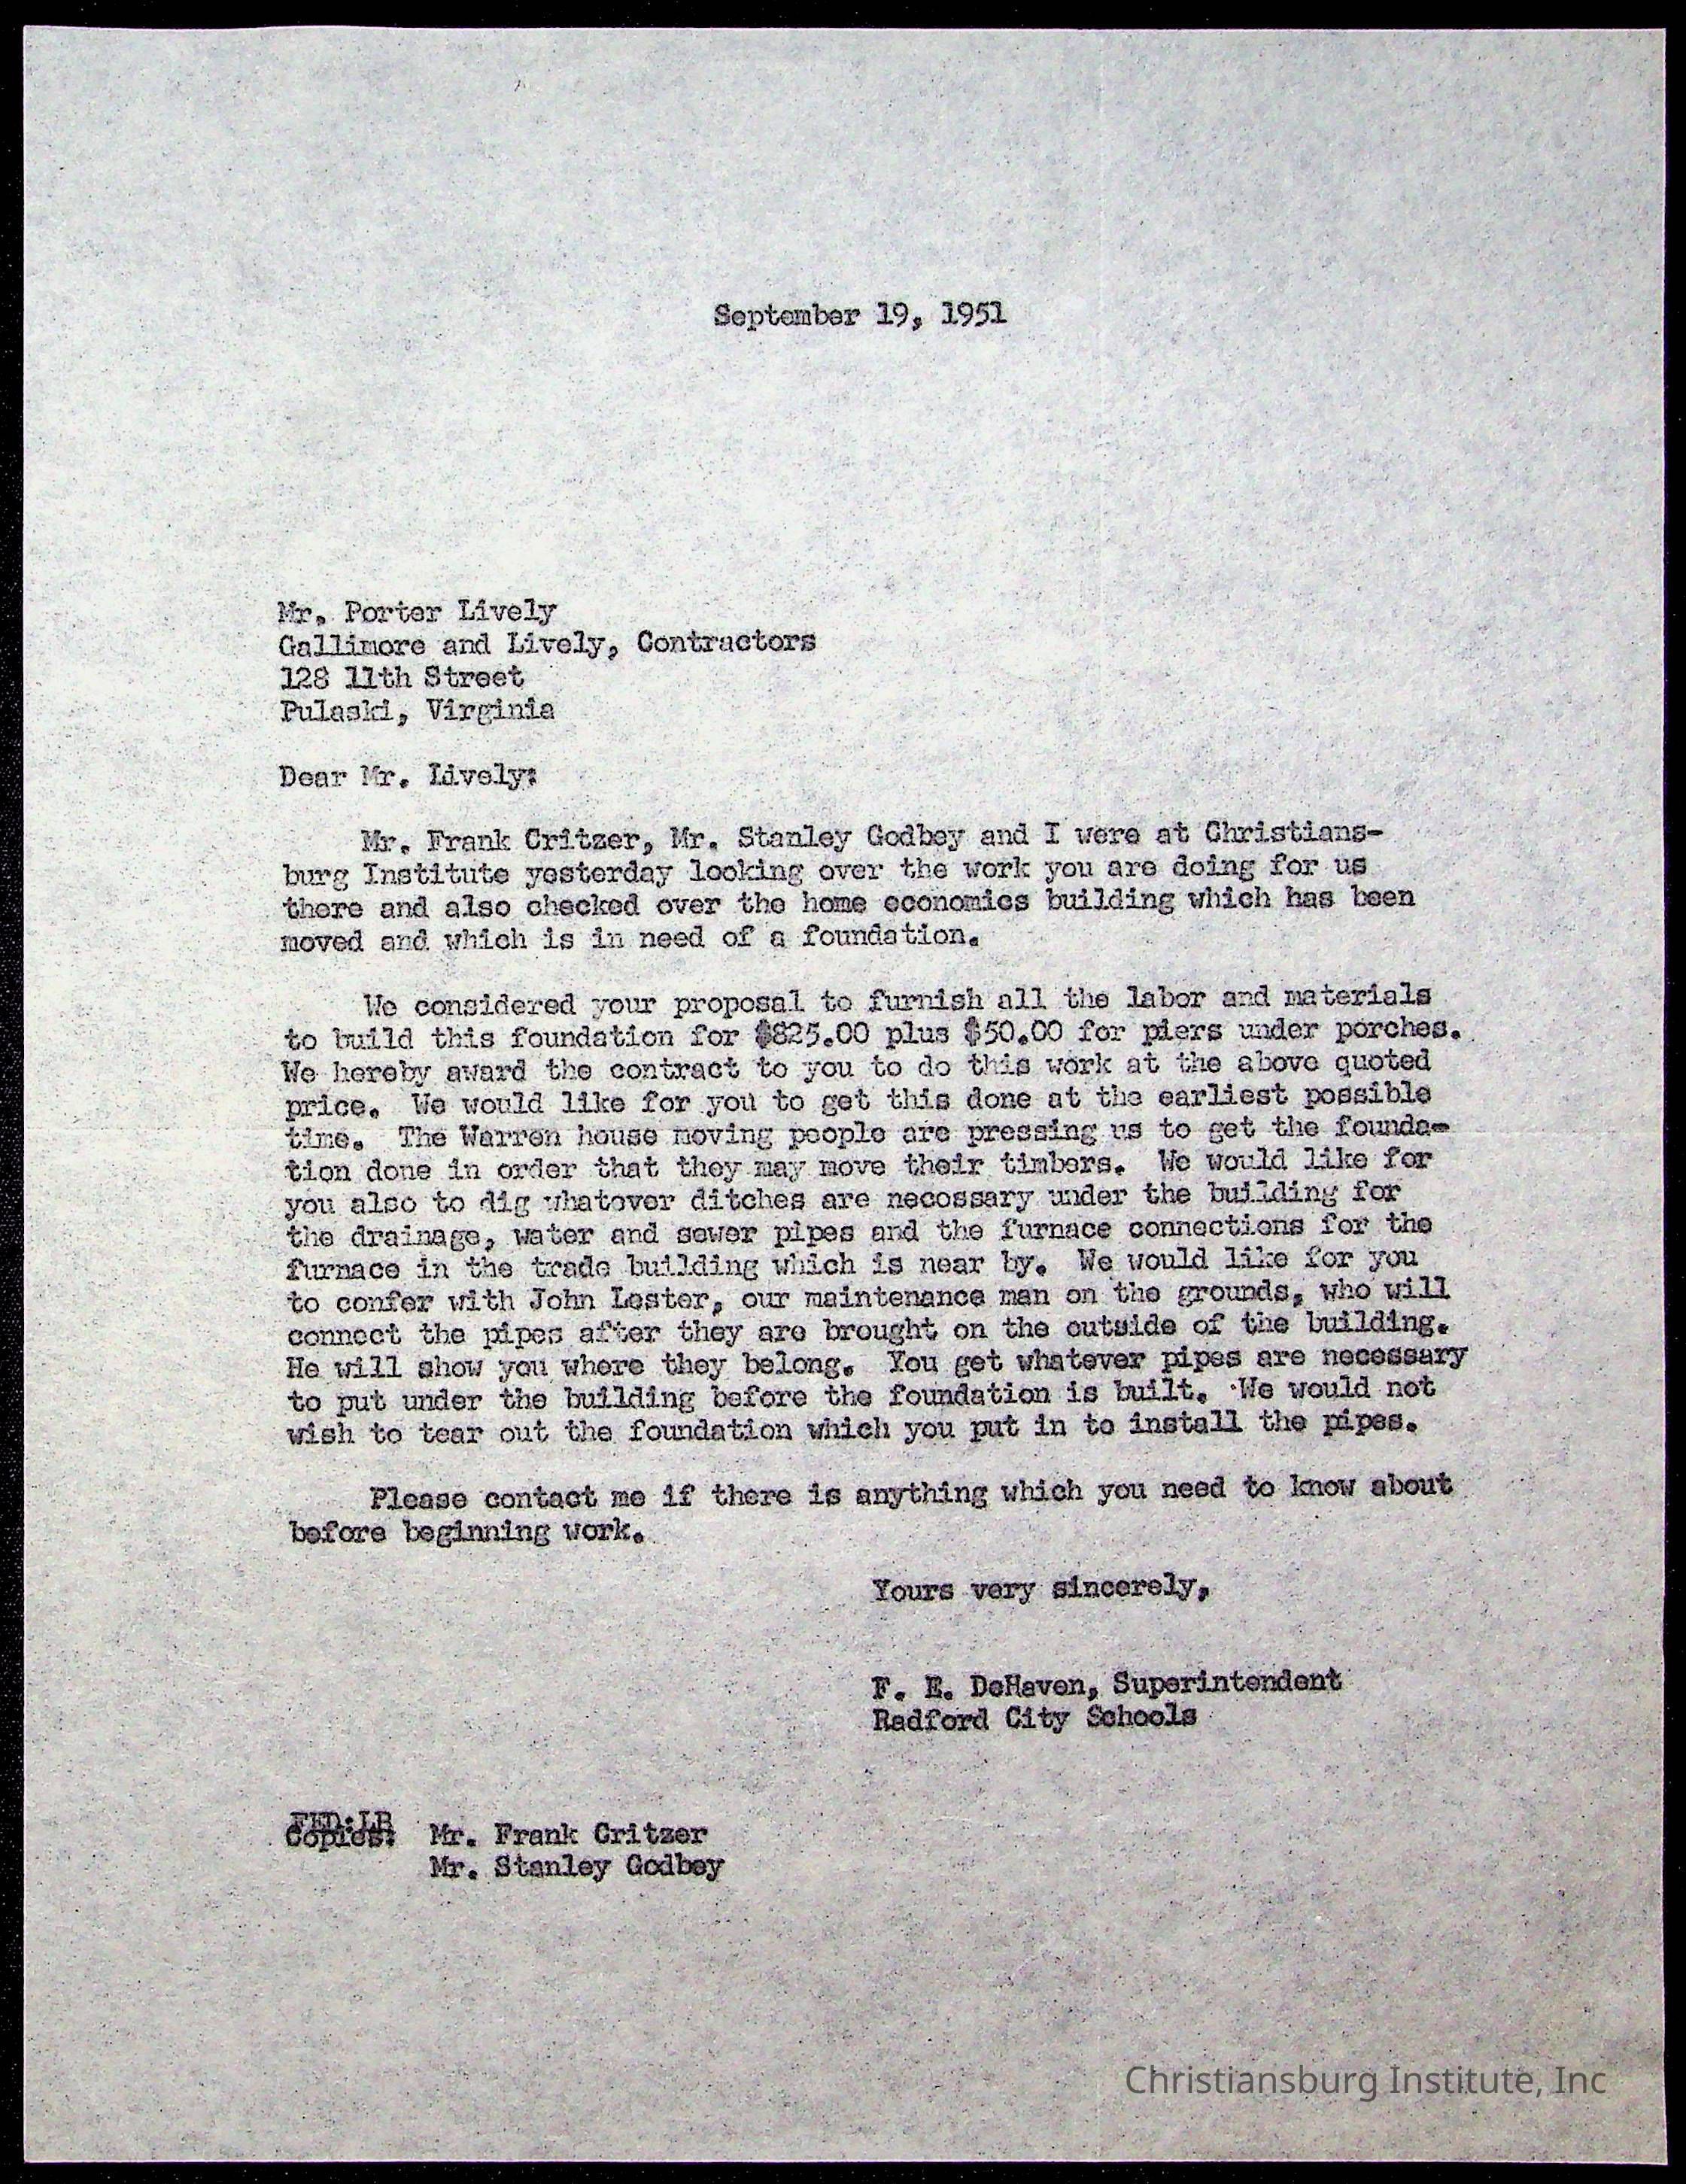 September 19, 1951
Mr. Porter Lively
Gallimore and Lively, Contractors
128 11th Street
Pulaski, Virginia
Dear Mr. Lively:
Mr. Frank Critzer, Mr. Stanley Godbey and I were at Christians-
burg Institute yesterday looking over the work you are doing for us
there and also checked over the home economics building which has been
moved and which is in need of a foundation.
We considered your proposal to furnish all the labor and materials
to build this foundation for $825.00 plus $50.00 for piers under porches.
We hereby award the contract to you to do this work at the above quoted
price. We would like for you to get this done at the earliest possible
time. The Warren house moving people are pressing us to get the founda-
tion done in order that they may move their timbers. We would like for
you also to dig whatever ditches are necessary under the building for
the drainage, water and sewer pipes and the furnace connections for the
furnace in the trade building which is near by. We would like for you
to confer with John Lester, our maintenance man on the grounds, who will
connect the pipes after they are brought on the outside of the building.
He will show you where they belong. You get whatever pipes are necessary
to put under the building before the foundation is built. We would not
wish to tear out the foundation which you put in to install the pipes.
Please contact me if there is anything which you need to know about
before beginning work.
Yours very sincerely,
F. E. DeHaven, Superintendent
Radford City Schools
FED:LB
Copies: Mr. Frank Critzer
Mr. Stanley Godbey
Christiansburg Institute, Inc